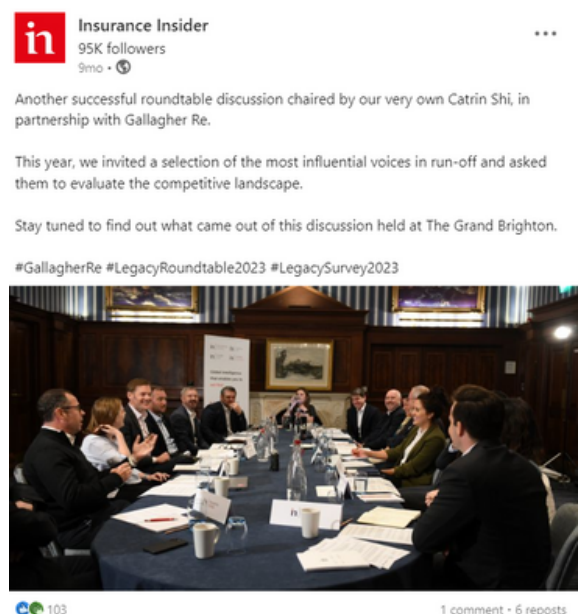 in
Insurance Insider
95K followers
9mo •
Another successful roundtable discussion chaired by our very own Catrin Shi, in
partnership with Gallagher Re.
This year, we invited a selection of the most influential voices in run-off and asked
them to evaluate the competitive landscape.
Stay tuned to find out what came out of this discussion held at The Grand Brighton.
#GallagherRe #LegacyRoundtable2023 #LegacySurvey2023
in
103
1 comment • 6 reposts